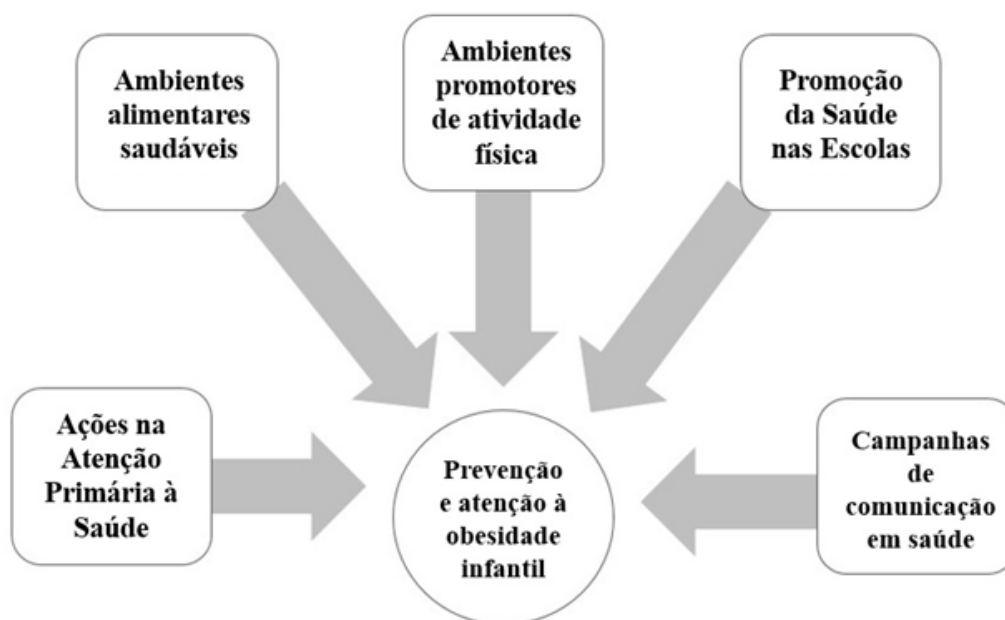 Ambientes
alimentares
saudáveis
Ambientes
promotores
de atividade
física
Promoção
da Saúde
nas Escolas
Ações na
Atenção
Primária à
Saúde
Prevenção
e atenção à
obesidade
infantil
Campanhas
de
comunicação
em saúde